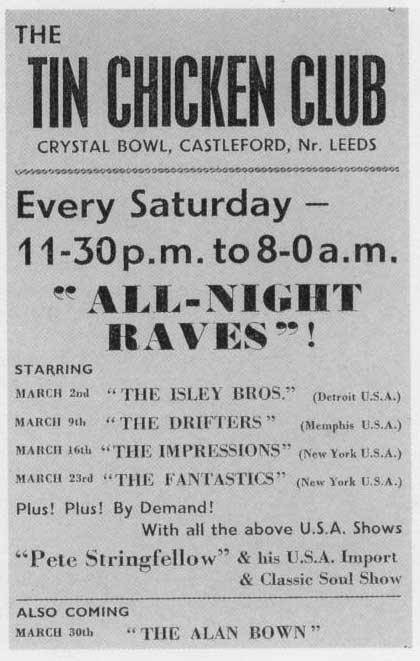 THE
TIN CHICKEN CLUB
CRYSTAL BOWL, CASTLEFORD, Nr. LEEDS
Every Saturday –
11-30p.m. to 8-0a.m.
“ ALL-NIGHT
RAVES”!
STARRING
MARCH 2nd “THE ISLEY BROS.” (Detroit U.S.A.)
MARCH 9th “THE DRIFTERS” (Memphis U.S.A.)
MARCH 16th “THE IMPRESSIONS” (New York U.S.A.)
MARCH 23rd “THE FANTASTICS” (New York U.S.A.)
Plus! Plus! By Demand!
With all the above U.S.A. Shows
“Pete Stringfellow” & his U.S.A. Import
& Classic Soul Show
ALSO COMING
MARCH 30th “THE ALAN BOWN”